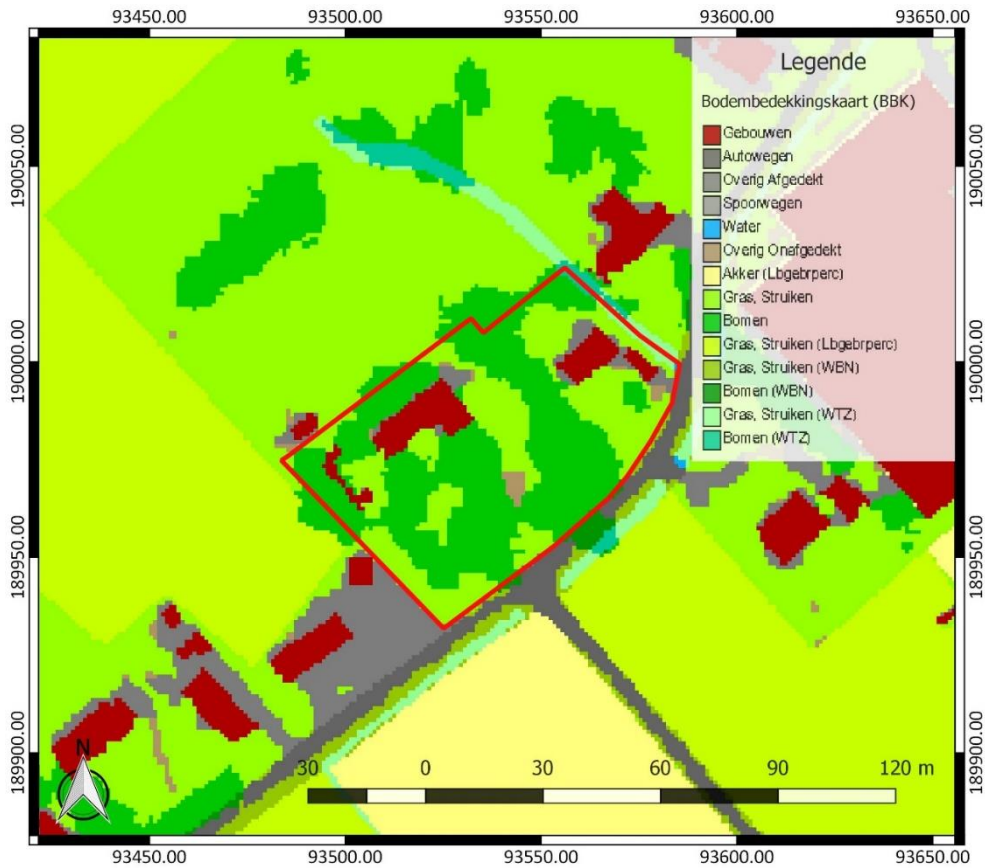 93450.00 93500.00 93550.00 93600.00 93650.00
Legende
Bodembedekkingskaart (BBK)
Gebouwen
Autowegen
Overig Afgedekt
Spoorwegen
Water
Overig Onafgedekt
Akker (Lbgebrperc)
Gras, Struiken
Bomen
Gras, Struiken (Lbgebrperc)
Gras, Struiken (WBN)
Bomen (WBN)
Gras, Struiken (WTZ)
Bomen (WTZ)
190050.00 190050.00
190000.00 190000.00
189950.00 189950.00
189900.00 189900.00
N
30 0 30 60 90 120 m
93450.00 93500.00 93550.00 93600.00 93650.00